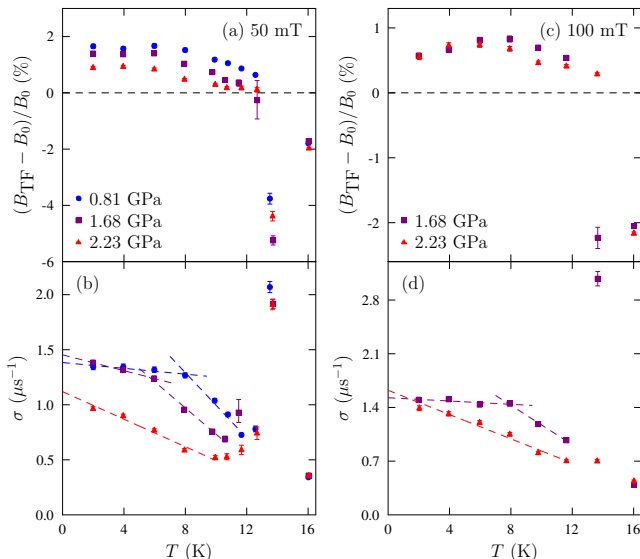 (a) 50 mT
(B_TF − B_0)/B_0 (%)
2
0
-2
-4
-6
0.81 GPa
1.68 GPa
2.23 GPa
(c) 100 mT
(B_TF − B_0)/B_0 (%)
1
0
-1
-2
1.68 GPa
2.23 GPa
(b)
σ (μs⁻¹)
2.0
1.5
1.0
0.5
0.0
0 4 8 12 16
T (K)
(d)
σ (μs⁻¹)
2.8
2.1
1.4
0.7
0.0
0 4 8 12 16
T (K)